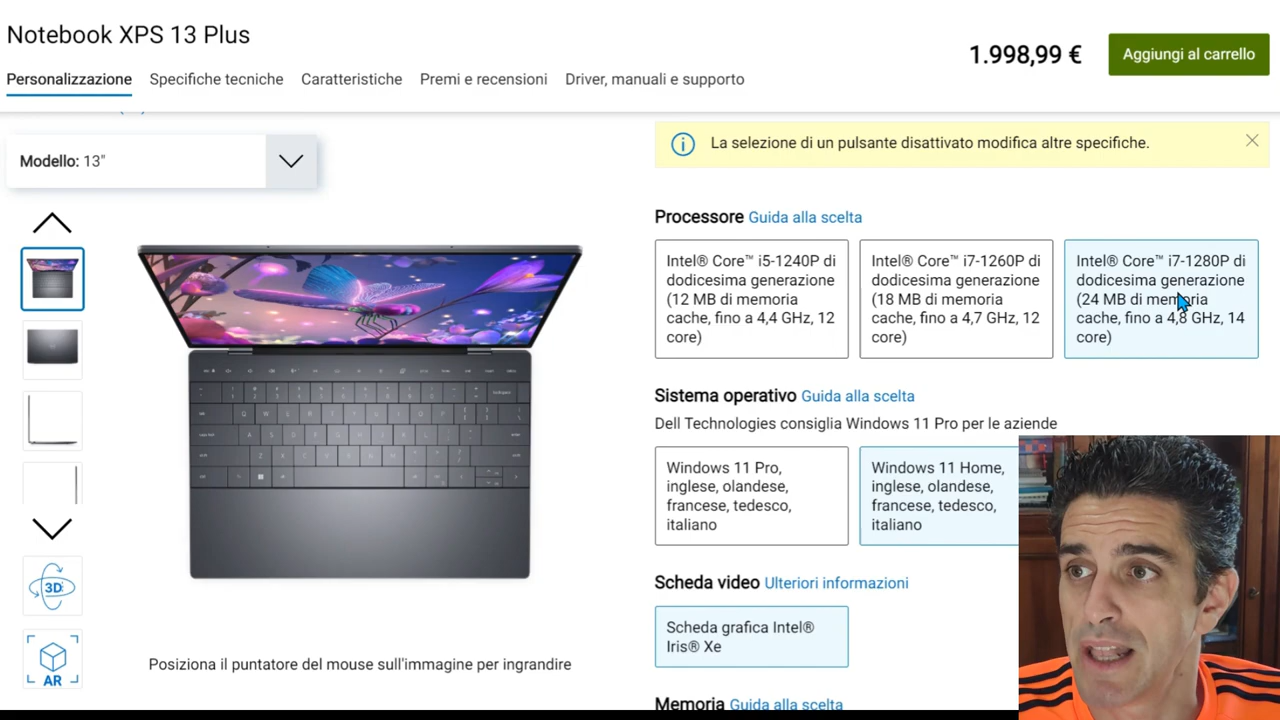 Notebook XPS 13 Plus
1.998,99 €
Aggiungi al carrello
Personalizzazione
Specifiche tecniche
Caratteristiche
Premi e recensioni
Driver, manuali e supporto
Modello: 13"
La selezione di un pulsante disattivato modifica altre specifiche.
Processore Guida alla scelta
Intel® Core™ i5-1240P di
dodicesima generazione
(12 MB di memoria
cache, fino a 4,4 GHz, 12
core)
Intel® Core™ i7-1260P di
dodicesima generazione
(18 MB di memoria
cache, fino a 4,7 GHz, 12
core)
Intel® Core™ i7-1280P di
dodicesima generazione
(24 MB di memoria
cache, fino a 4,8 GHz, 14
core)
Sistema operativo Guida alla scelta
Dell Technologies consiglia Windows 11 Pro per le aziende
Windows 11 Pro,
inglese, olandese,
francese, tedesco,
italiano
Windows 11 Home,
inglese, olandese,
francese, tedesco,
italiano
Scheda video Ulteriori informazioni
Scheda grafica Intel®
Iris® Xe
Memoria Guida alla scelta
3D
AR
Posiziona il puntatore del mouse sull'immagine per ingrandire